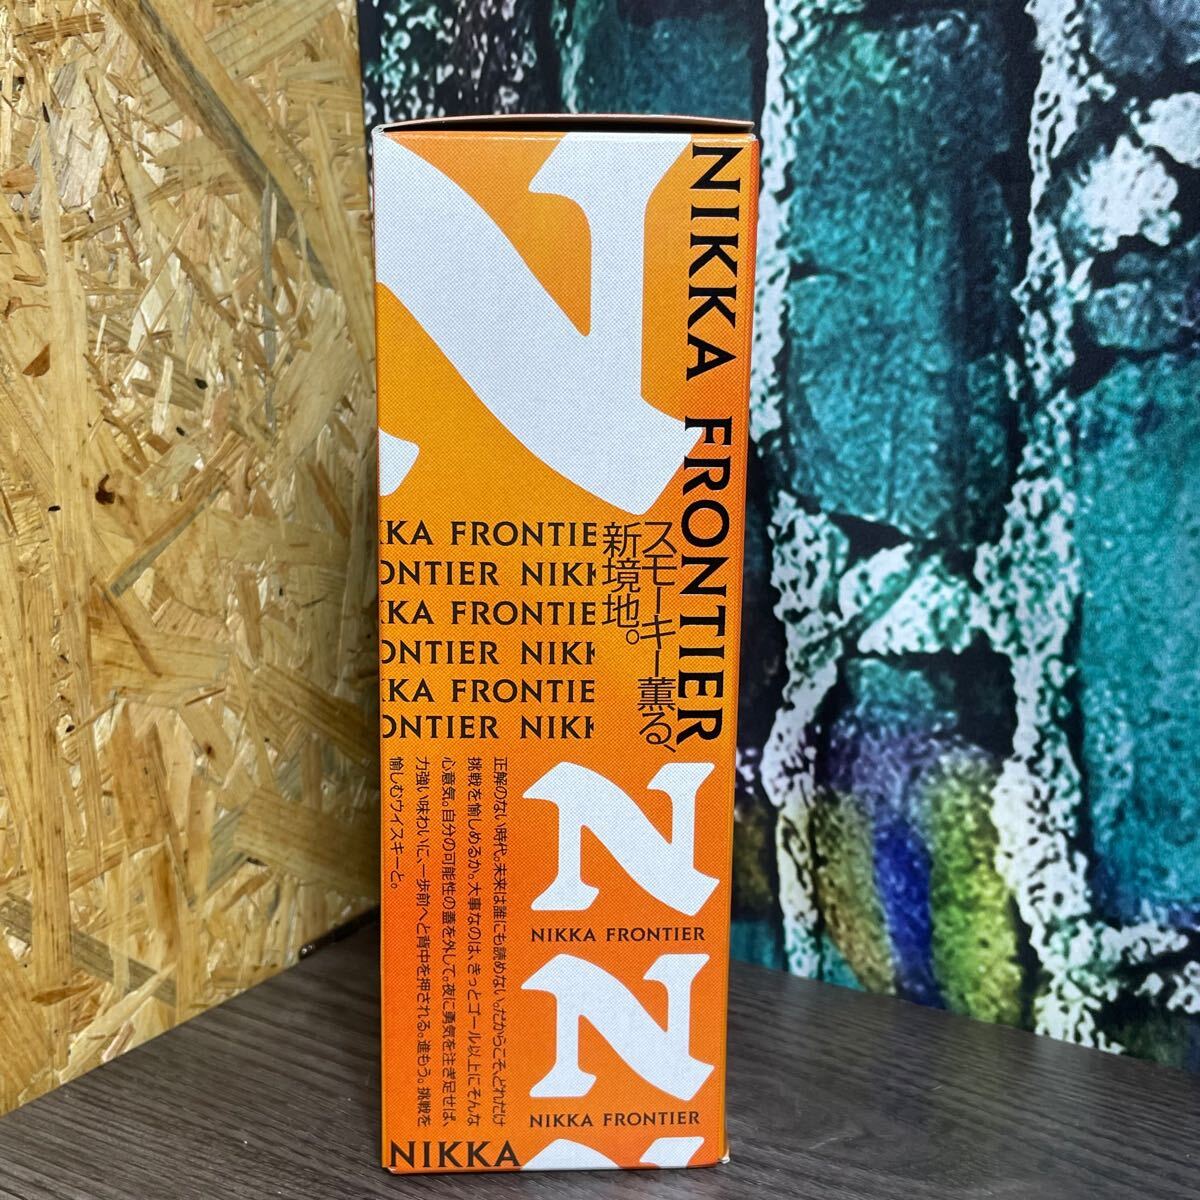 NIKKA FRONTIER
スモーキー薫る、
新境地。
KKA FRONTIE
ONTIER NIKK
KKA FRONTIE
ONTIER NIKK
KKA FRONTIE
ONTIER NIKK
正解のない時代。未来は誰にも読めない。だからこそ、どれだけ
挑戦を愉しめるか。大事なのは、きっとゴール以上にそんな
心意気。自分の可能性の蓋を外して。夜に勇気を注ぎ足せば、
力強い味わいに、一歩前へと背中を押される。進もう。挑戦を
愉しむウイスキーと。
N
NIKKA FRONTIER
N
NIKKA FRONTIER
NIKKA